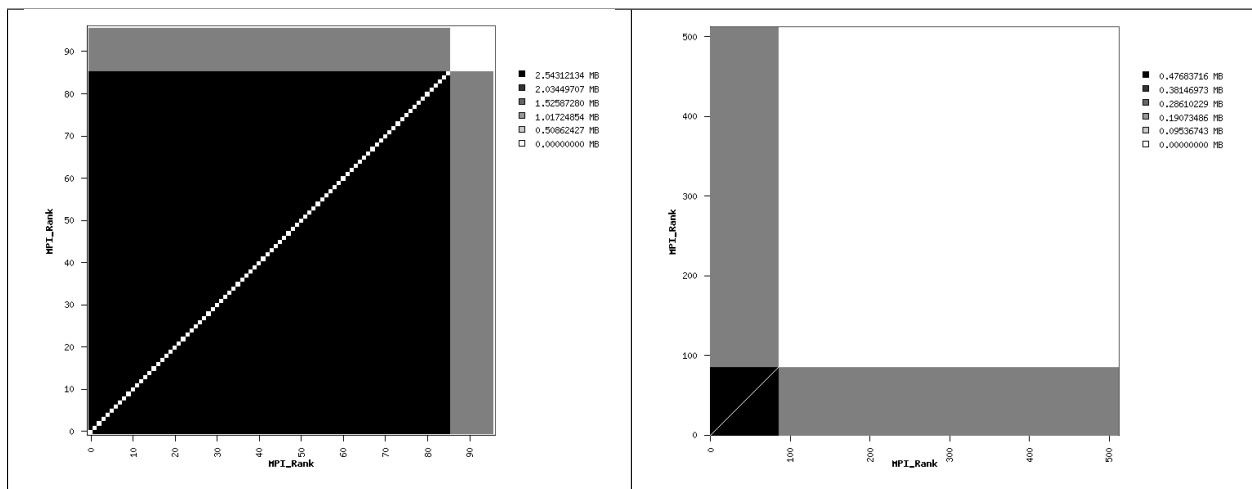 90
80
70
60
50
40
30
20
10
0
MPI_Rank
0 10 20 30 40 50 60 70 80 90
MPI_Rank
2.54312134 MB
2.03449707 MB
1.52587280 MB
1.01724854 MB
0.50862427 MB
0.00000000 MB
500
400
300
200
100
0
MPI_Rank
0 100 200 300 400 500
MPI_Rank
0.47683716 MB
0.38146973 MB
0.28610229 MB
0.19073486 MB
0.09536743 MB
0.00000000 MB